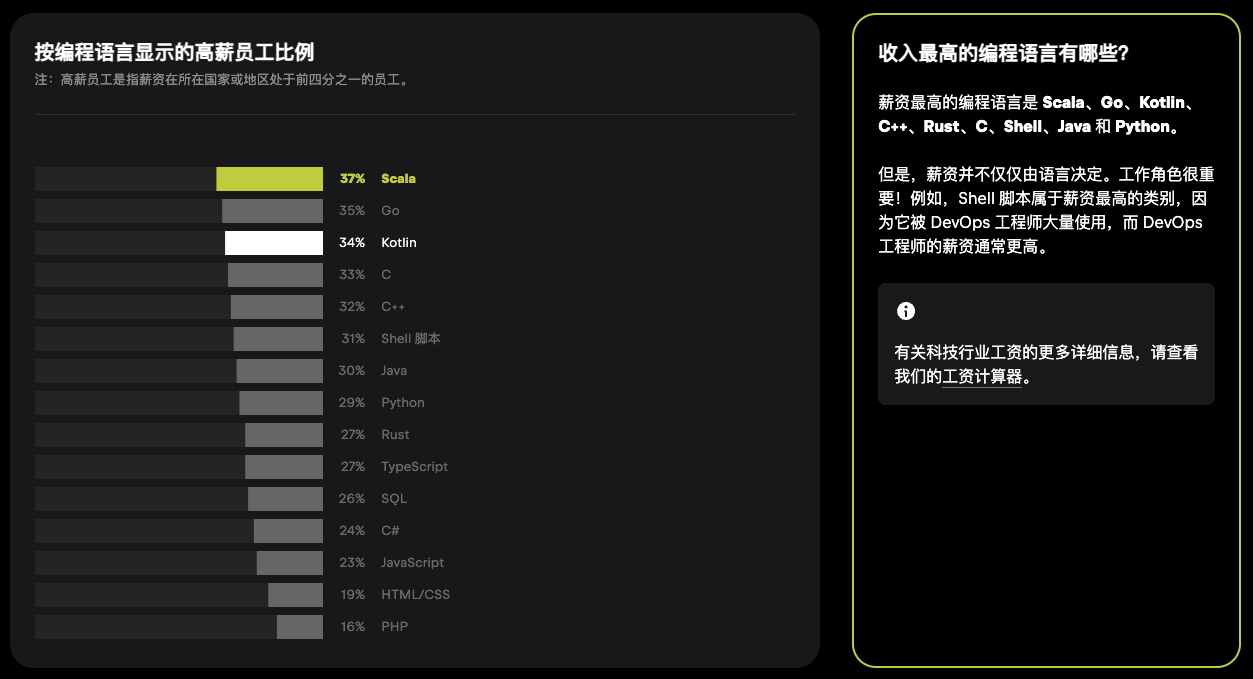 按编程语言显示的高薪员工比例
注：高薪员工是指薪资在所在国家或地区处于前四分之一的员工。
37% Scala
35% Go
34% Kotlin
33% C
32% C++
31% Shell 脚本
30% Java
29% Python
27% Rust
27% TypeScript
26% SQL
24% C#
23% JavaScript
19% HTML/CSS
16% PHP
收入最高的编程语言有哪些？
薪资最高的编程语言是 Scala、Go、Kotlin、
C++、Rust、C、Shell、Java 和 Python。
但是，薪资并不仅仅由语言决定。工作角色很重
要！例如，Shell 脚本属于薪资最高的类别，因
为它被 DevOps 工程师大量使用，而 DevOps
工程师的薪资通常更高。
有关科技行业工资的更多详细信息，请查看
我们的工资计算器。